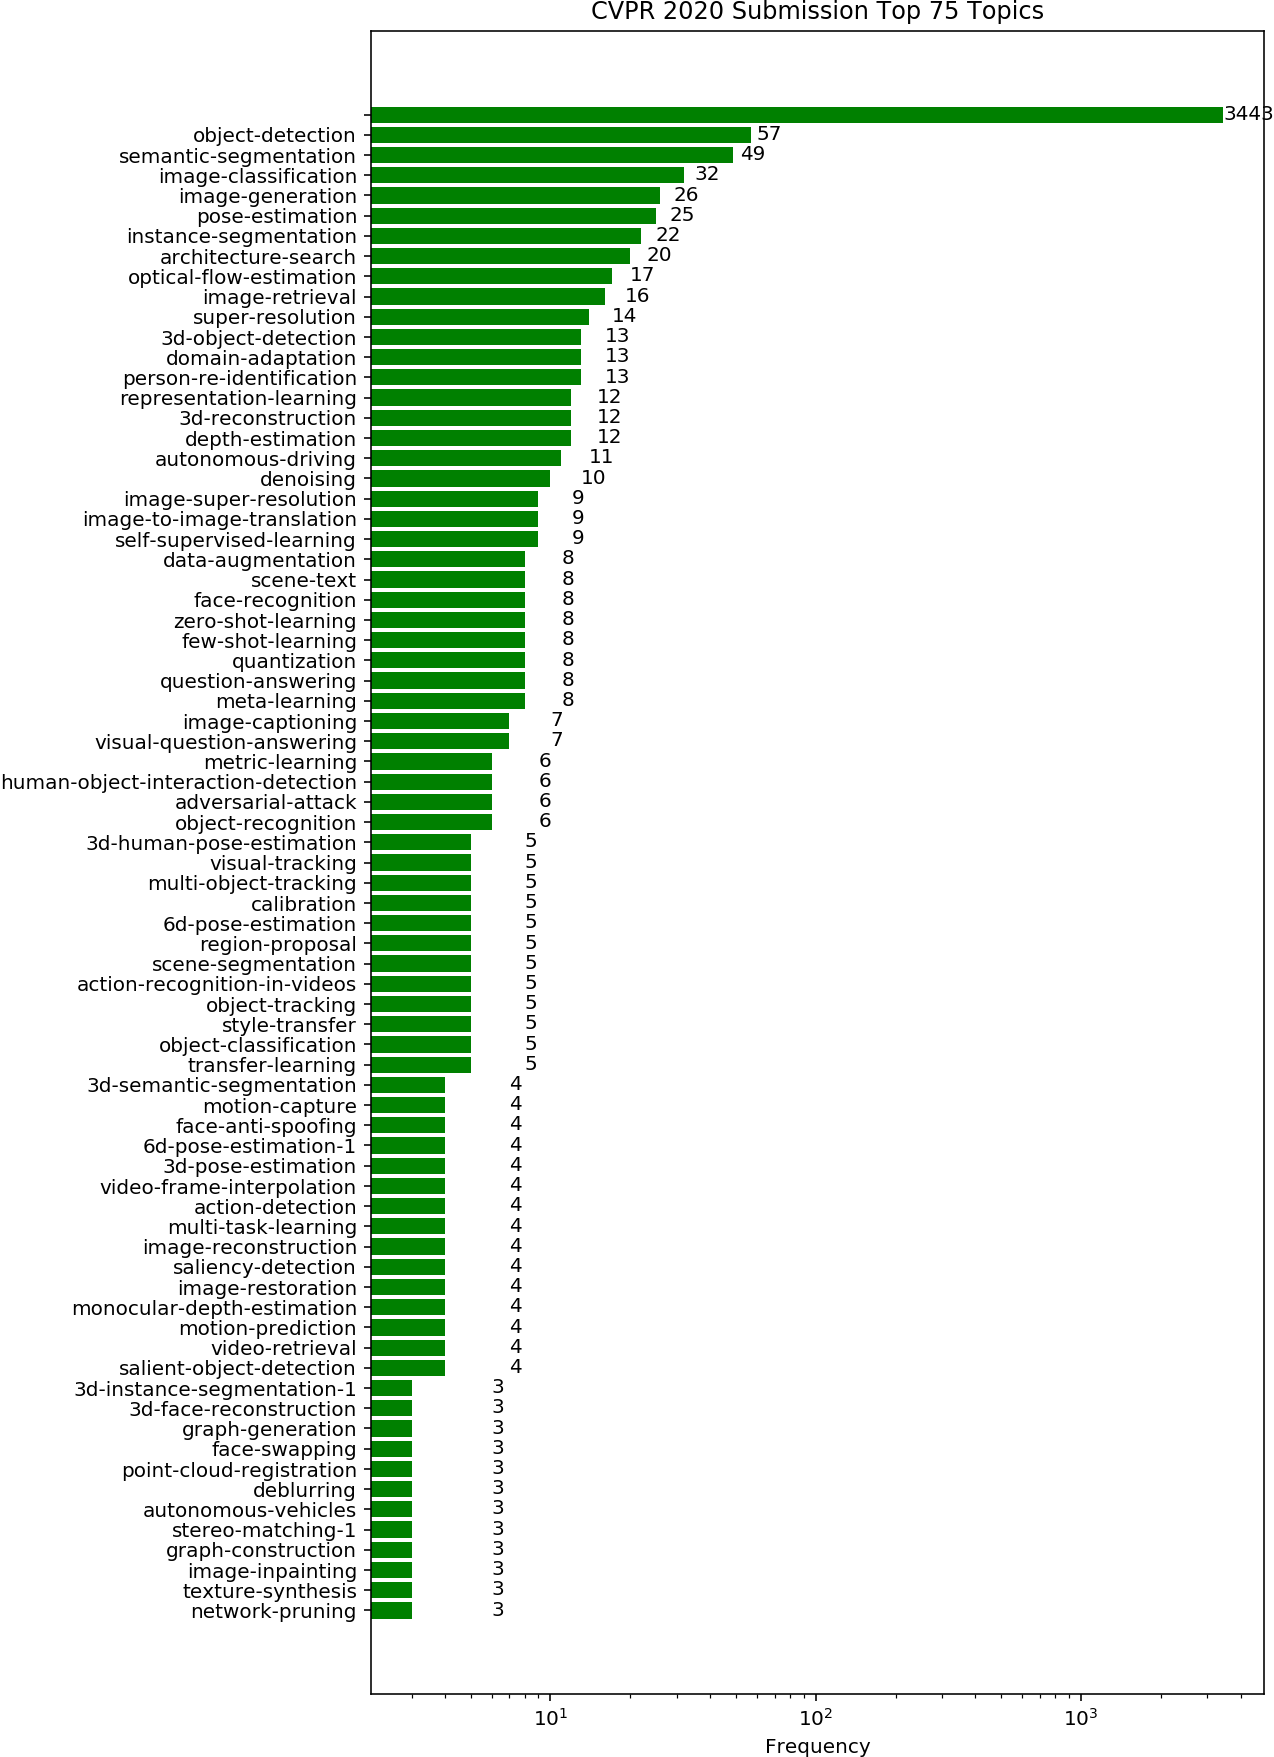 CVPR 2020 Submission Top 75 Topics
3443
object-detection 57
semantic-segmentation 49
image-classification 32
image-generation 26
pose-estimation 25
instance-segmentation 22
architecture-search 20
optical-flow-estimation 17
image-retrieval 16
super-resolution 14
3d-object-detection 13
domain-adaptation 13
person-re-identification 13
representation-learning 12
3d-reconstruction 12
depth-estimation 12
autonomous-driving 11
denoising 10
image-super-resolution 9
image-to-image-translation 9
self-supervised-learning 9
data-augmentation 8
scene-text 8
face-recognition 8
zero-shot-learning 8
few-shot-learning 8
quantization 8
question-answering 8
meta-learning 8
image-captioning 7
visual-question-answering 7
metric-learning 6
human-object-interaction-detection 6
adversarial-attack 6
object-recognition 6
3d-human-pose-estimation 5
visual-tracking 5
multi-object-tracking 5
calibration 5
6d-pose-estimation 5
region-proposal 5
scene-segmentation 5
action-recognition-in-videos 5
object-tracking 5
style-transfer 5
object-classification 5
transfer-learning 5
3d-semantic-segmentation 4
motion-capture 4
face-anti-spoofing 4
6d-pose-estimation-1 4
3d-pose-estimation 4
video-frame-interpolation 4
action-detection 4
multi-task-learning 4
image-reconstruction 4
saliency-detection 4
image-restoration 4
monocular-depth-estimation 4
motion-prediction 4
video-retrieval 4
salient-object-detection 4
3d-instance-segmentation-1 3
3d-face-reconstruction 3
graph-generation 3
face-swapping 3
point-cloud-registration 3
deblurring 3
autonomous-vehicles 3
stereo-matching-1 3
graph-construction 3
image-inpainting 3
texture-synthesis 3
network-pruning 3
10¹ 10² 10³
Frequency